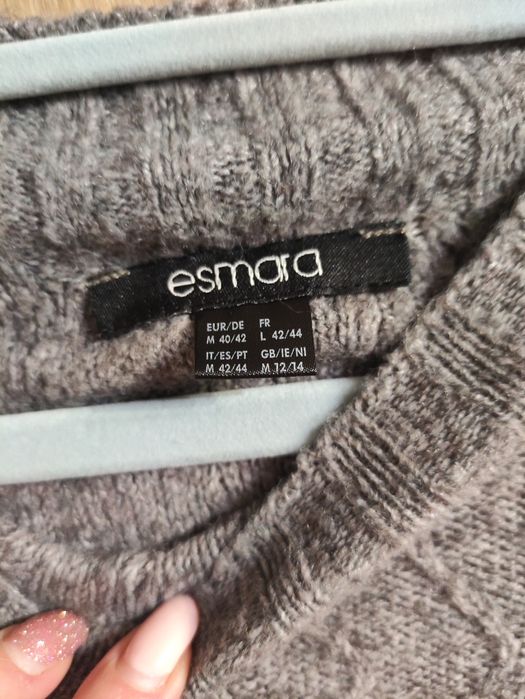 esmara
EUR/DE FR
M 40/42 L 42/44
IT/ES/PT GB/IE/NI
M 42/44 M 12/14